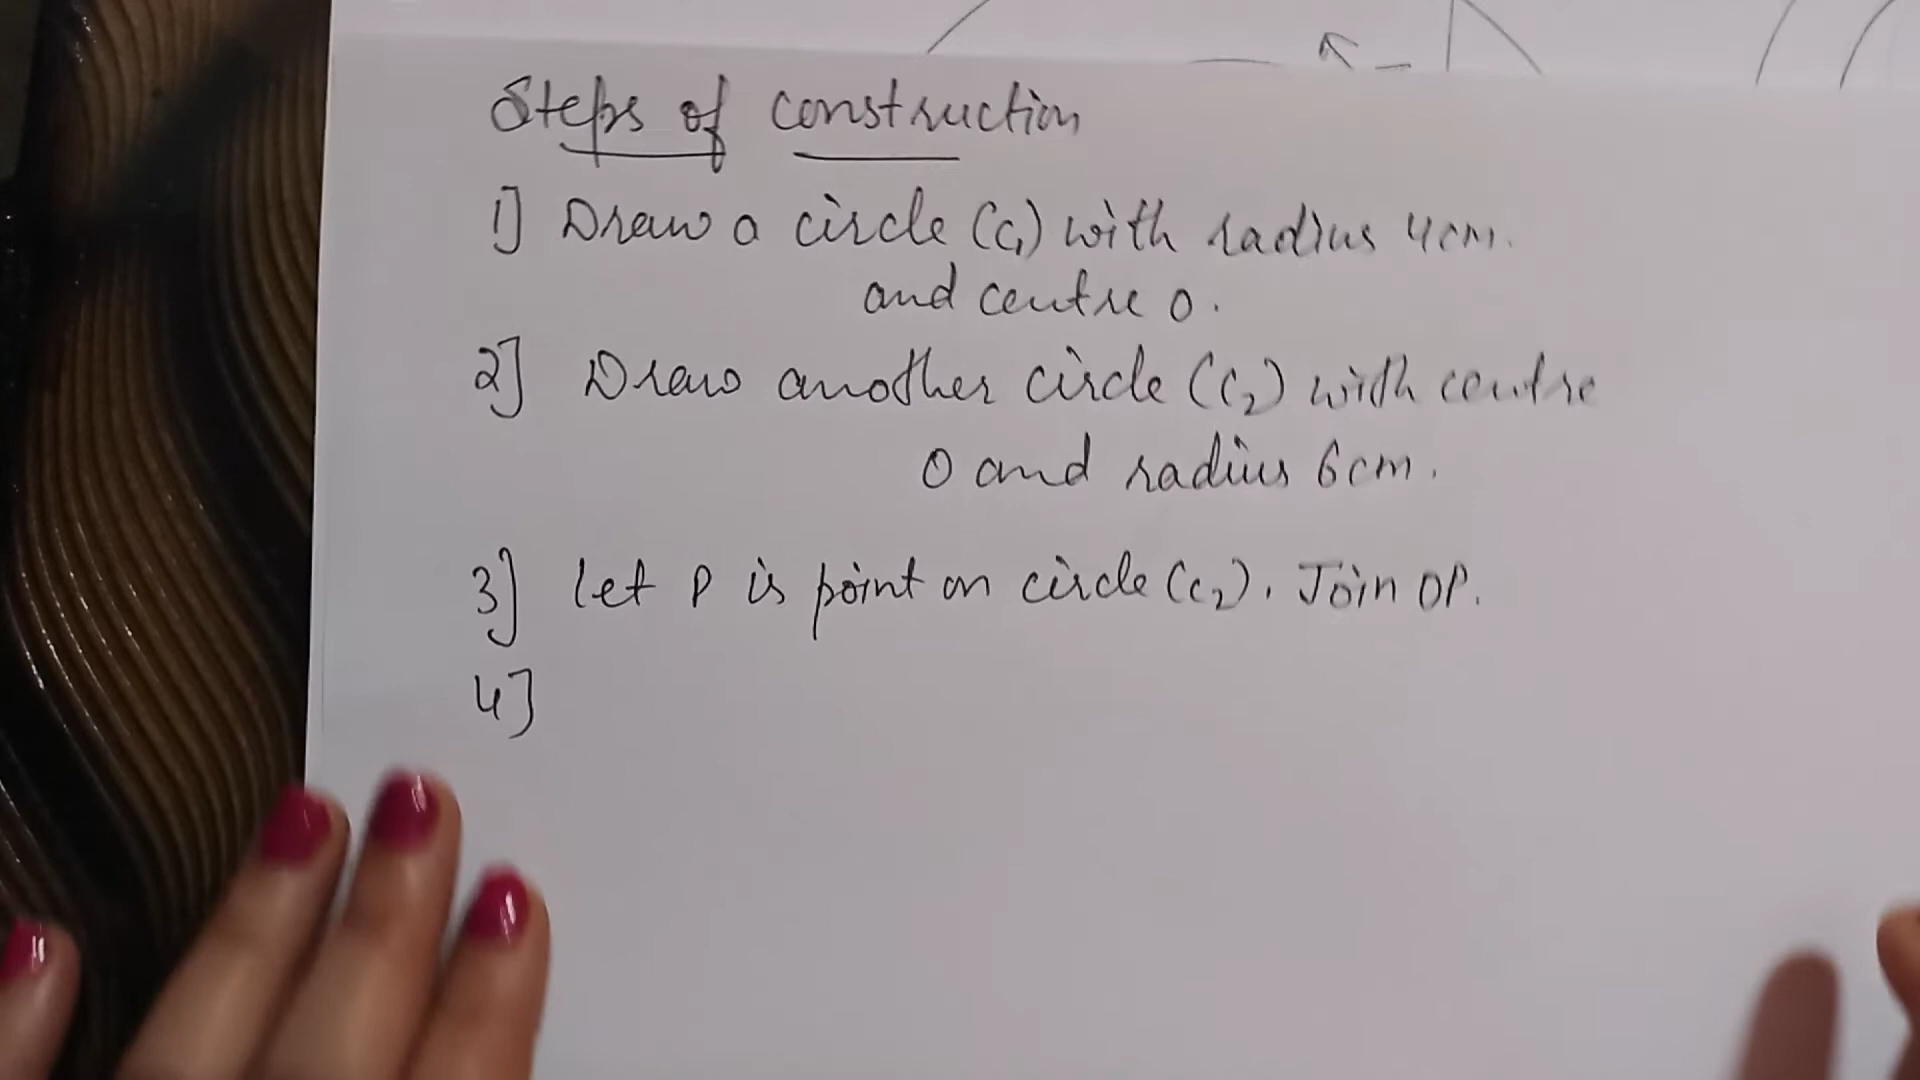 Steps of construction
1] Draw a circle (C₁) with radius 4cm.
and centre O.
2] Draw another circle (C₂) with centre
O and radius 6cm.
3] Let P is point on circle (C₂). Join OP.
4]